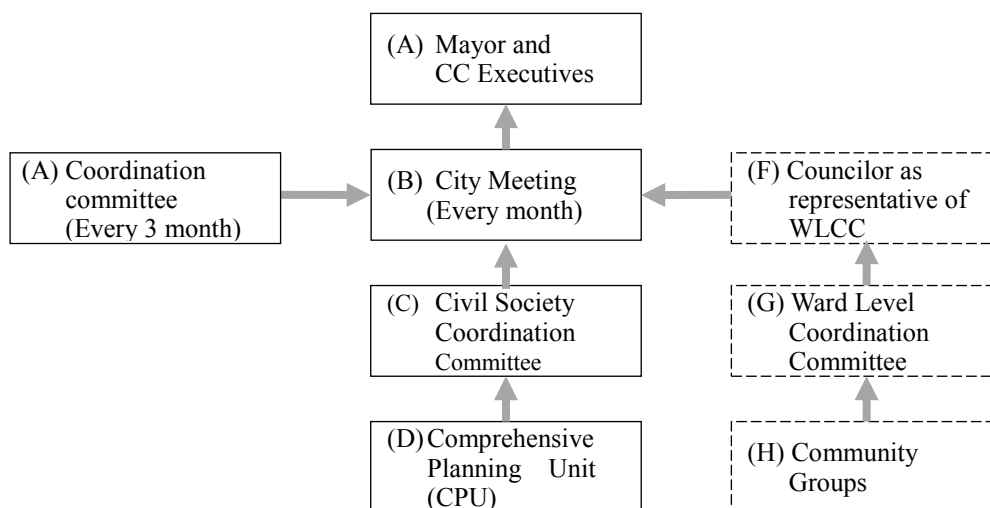 (A) Mayor and
CC Executives
(A) Coordination
committee
(Every 3 month)
(B) City Meeting
(Every month)
(F) Councilor as
representative of
WLCC
(C) Civil Society
Coordination
Committee
(G) Ward Level
Coordination
Committee
(D) Comprehensive
Planning Unit
(CPU)
(H) Community
Groups